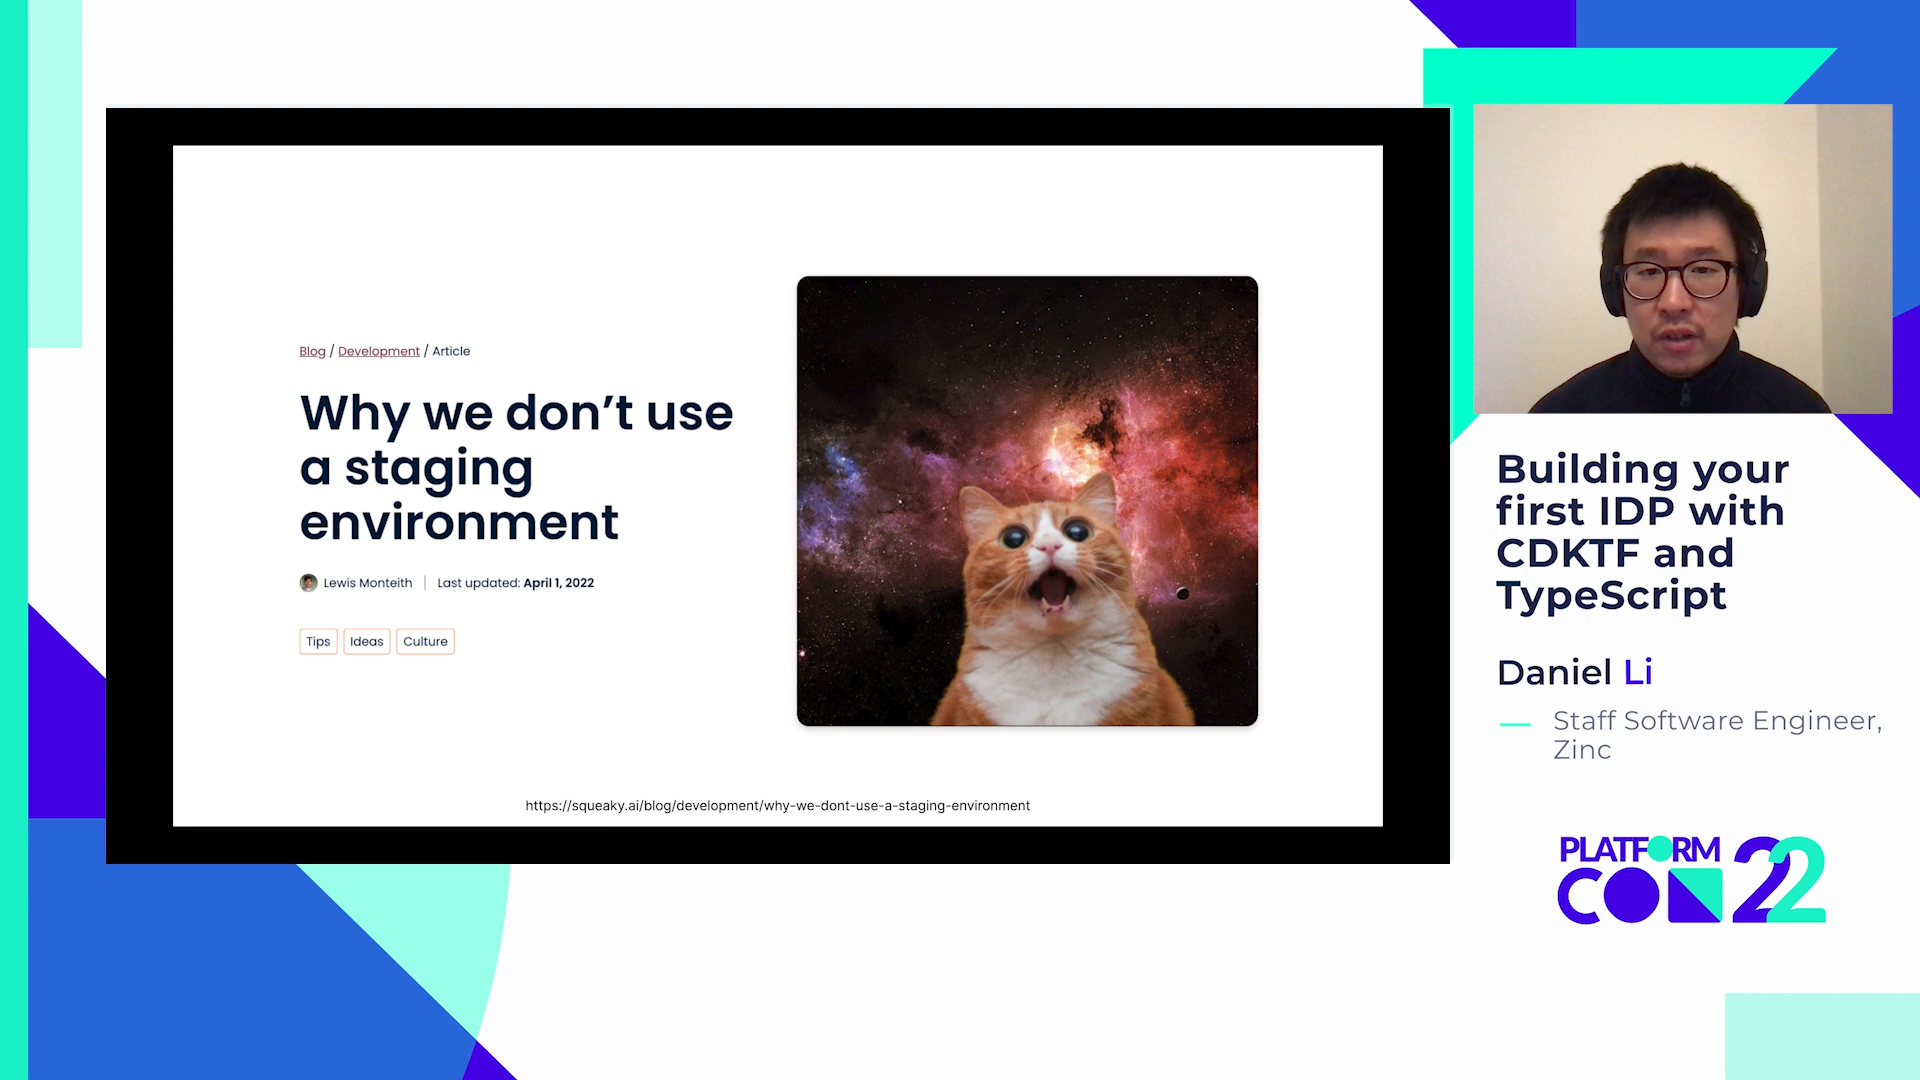 Blog / Development / Article
Why we don’t use
a staging
environment
Lewis Monteith | Last updated: April 1, 2022
Tips Ideas Culture
https://squeaky.ai/blog/development/why-we-dont-use-a-staging-environment
Building your
first IDP with
CDKTF and
TypeScript
Daniel Li
Staff Software Engineer,
Zinc
PLATFORM
CON 22